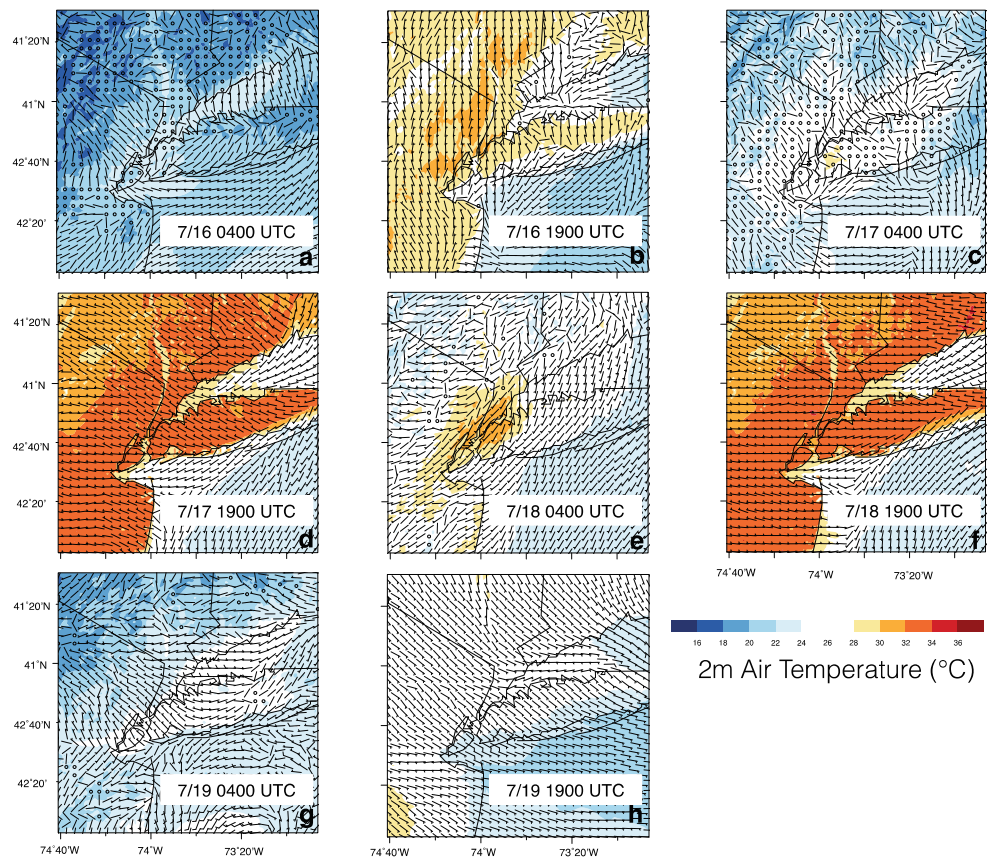 41°20'N
41°N
42°40'N
42°20'
7/16 0400 UTC
a
7/16 1900 UTC
b
7/17 0400 UTC
c
41°20'N
41°N
42°40'N
42°20'
7/17 1900 UTC
d
7/18 0400 UTC
e
7/18 1900 UTC
f
74°40'W 74°W 73°20'W
41°20'N
41°N
42°40'N
42°20'
7/19 0400 UTC
g
7/19 1900 UTC
h
74°40'W 74°W 73°20'W
74°40'W 74°W 73°20'W
16 18 20 22 24 26 28 30 32 34 36
2m Air Temperature (°C)